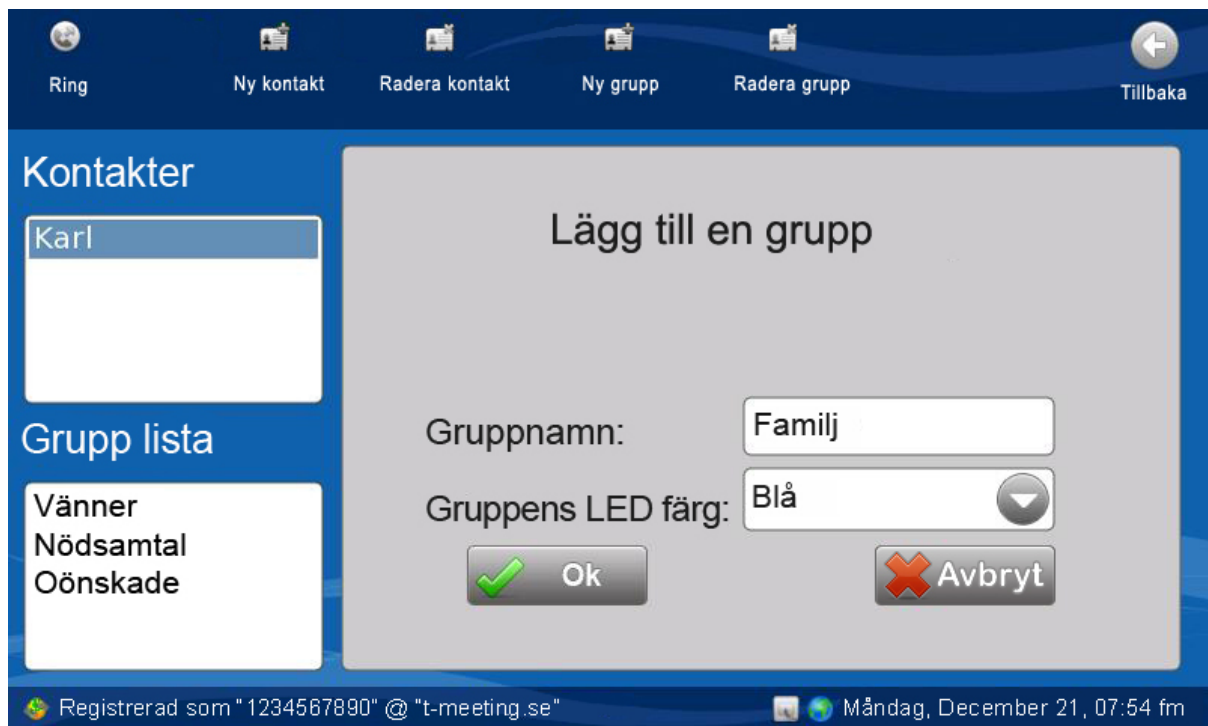 Ring
Ny kontakt
Radera kontakt
Ny grupp
Radera grupp
Tillbaka
Kontakter
Karl
Grupp lista
Vänner
Nödsamtal
Oönskade
Lägg till en grupp
Gruppnamn: Familj
Gruppens LED färg: Blå
Ok
Avbryt
Registrerad som "1234567890" @ "t-meeting.se"
Måndag, December 21, 07:54 fm